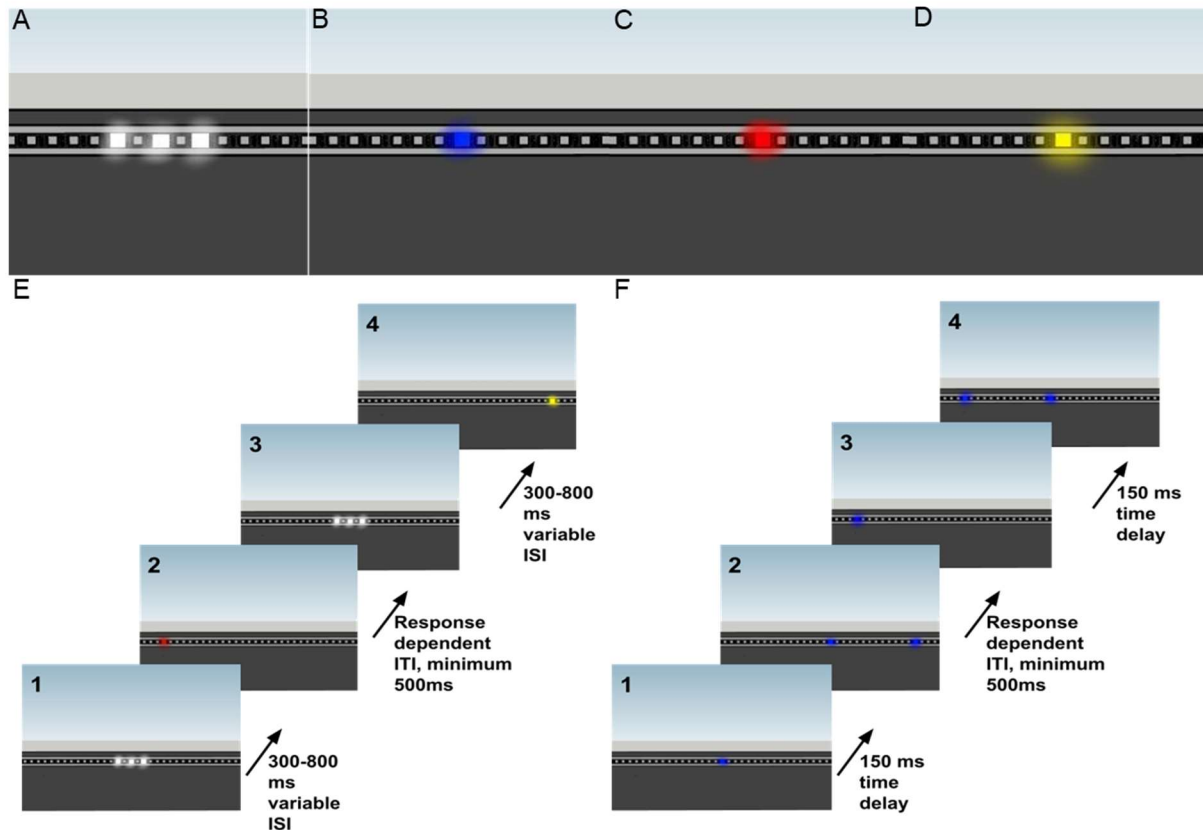 A
B
C
D
E
F
4
3
300-800
ms
variable
ISI
2
Response
dependent
ITI, minimum
500ms
1
300-800
ms
variable
ISI
4
3
150 ms
time
delay
2
Response
dependent
ITI, minimum
500ms
1
150 ms
time
delay